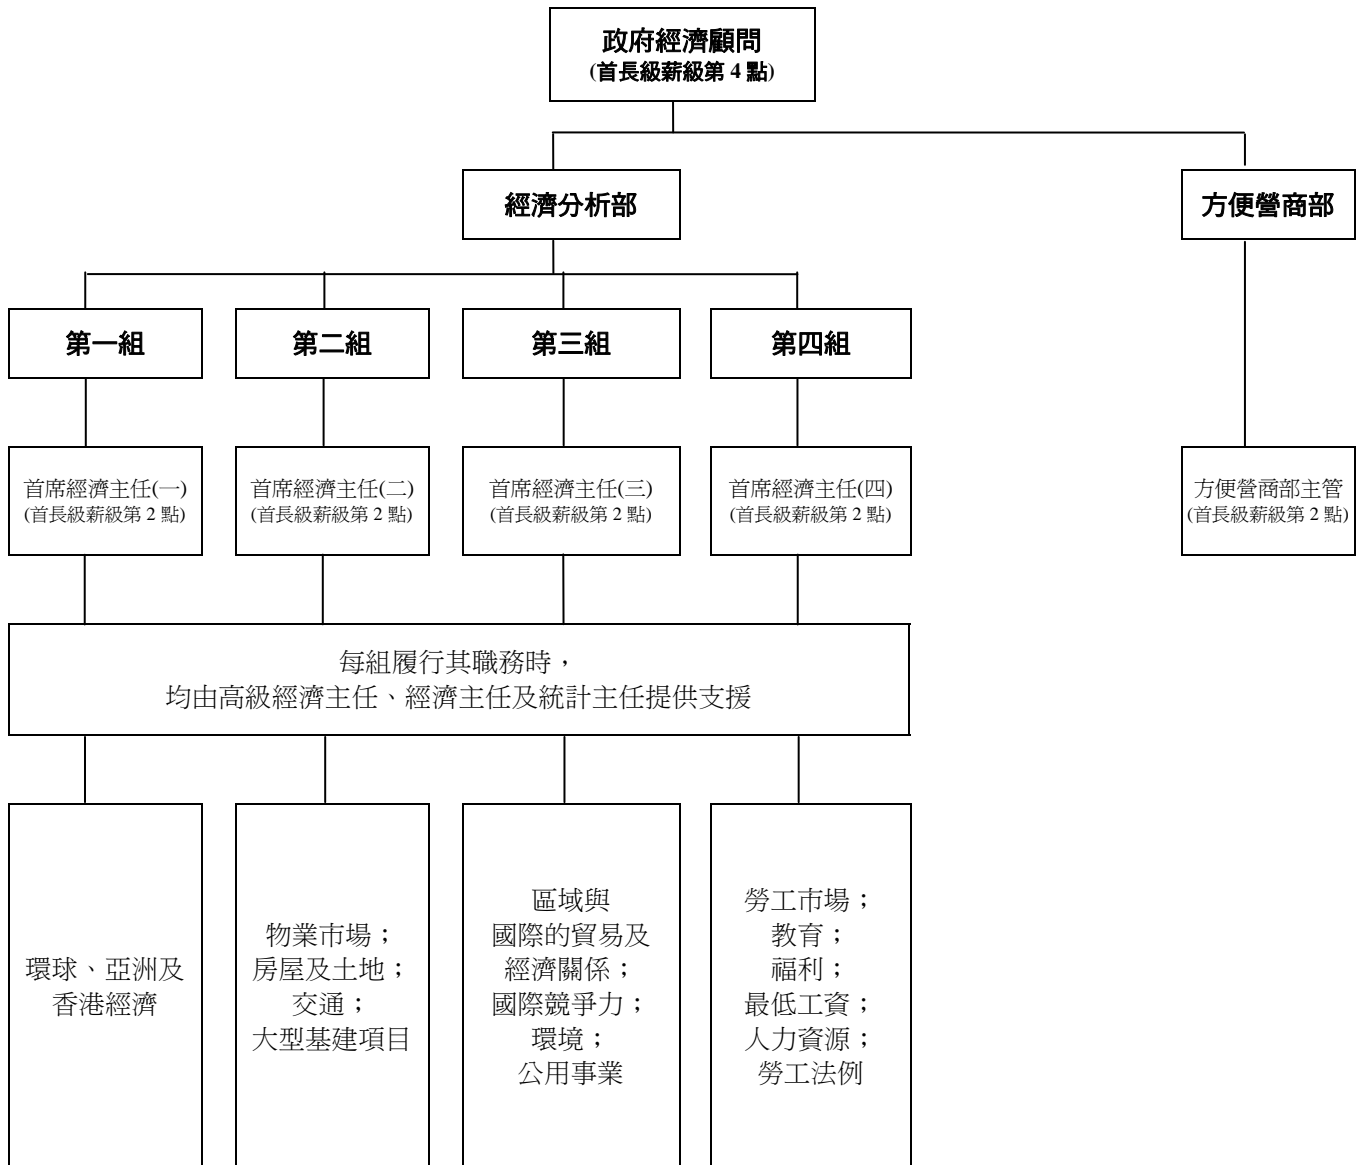 政府經濟顧問
(首長級薪級第 4 點)
經濟分析部
方便營商部
第一組
第二組
第三組
第四組
首席經濟主任(一)
(首長級薪級第 2 點)
首席經濟主任(二)
(首長級薪級第 2 點)
首席經濟主任(三)
(首長級薪級第 2 點)
首席經濟主任(四)
(首長級薪級第 2 點)
方便營商部主管
(首長級薪級第 2 點)
每組履行其職務時，
均由高級經濟主任、經濟主任及統計主任提供支援
環球、亞洲及
香港經濟
物業市場；
房屋及土地；
交通；
大型基建項目
區域與
國際的貿易及
經濟關係；
國際競爭力；
環境；
公用事業
勞工市場；
教育；
福利；
最低工資；
人力資源；
勞工法例